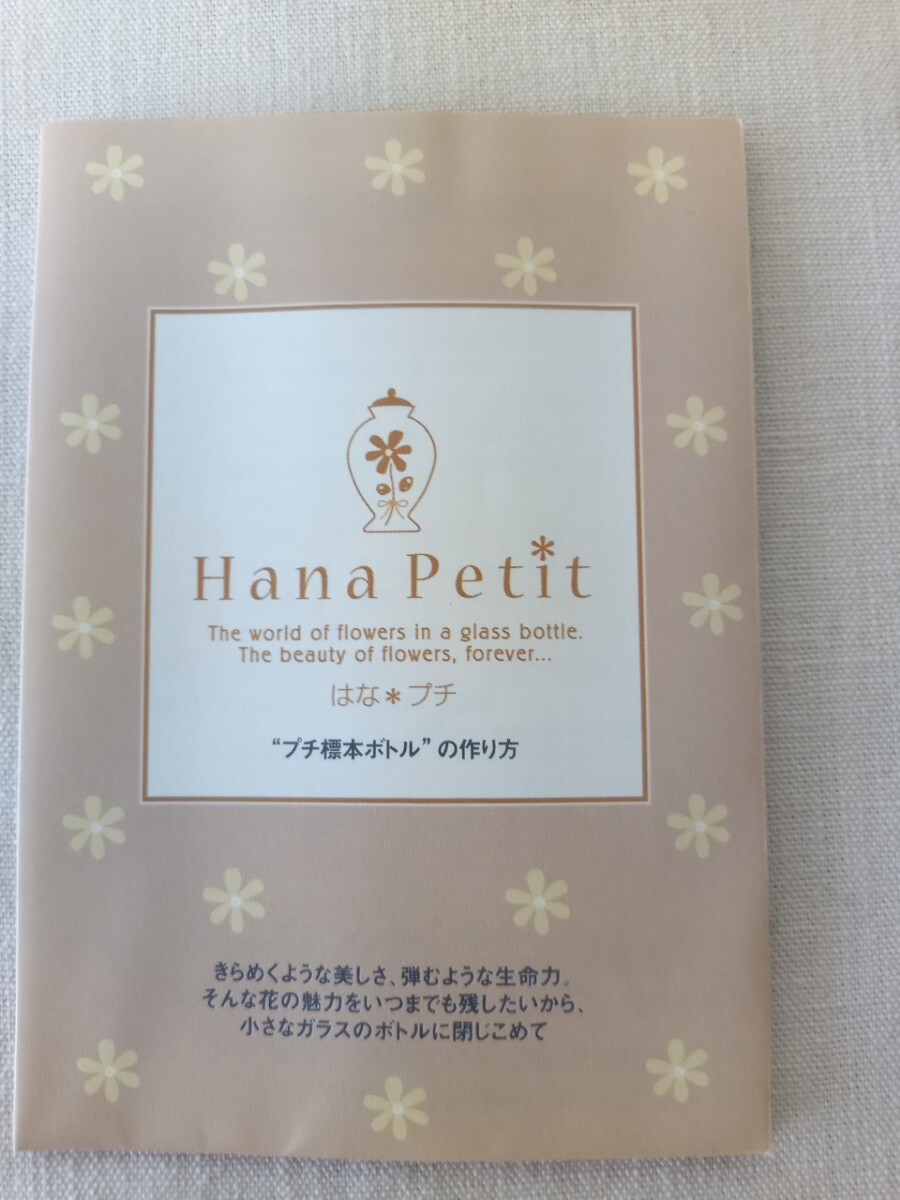 Hana Petit
The world of flowers in a glass bottle.
The beauty of flowers, forever...
はな＊プチ
“プチ標本ボトル”の作り方
きらめくような美しさ、弾むような生命力。
そんな花の魅力をいつまでも残したいから、
小さなガラスのボトルに閉じこめて